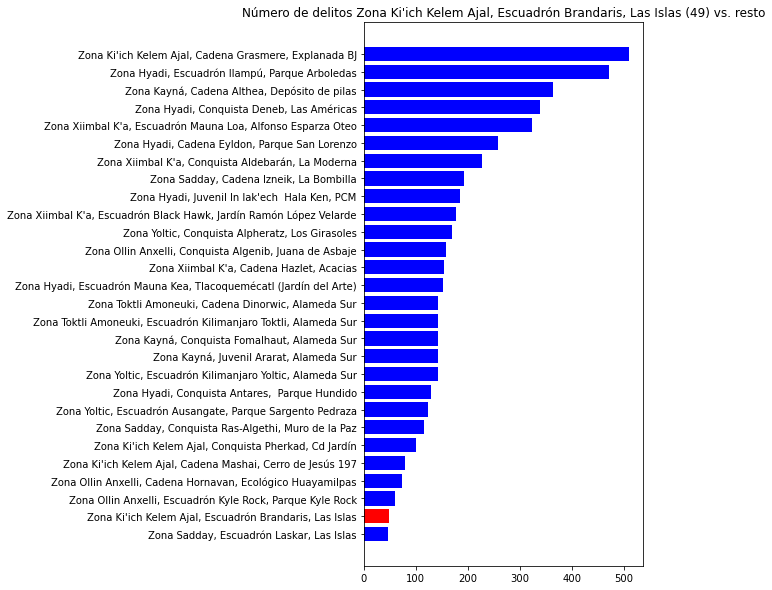 Número de delitos Zona Ki'ich Kelem Ajal, Escuadrón Brandaris, Las Islas (49) vs. resto
Zona Ki'ich Kelem Ajal, Cadena Grasmere, Explanada BJ
Zona Hyadi, Escuadrón Ilampú, Parque Arboledas
Zona Kayná, Cadena Althea, Depósito de pilas
Zona Hyadi, Conquista Deneb, Las Américas
Zona Xiimbal K'a, Escuadrón Mauna Loa, Alfonso Esparza Oteo
Zona Hyadi, Cadena Eyldon, Parque San Lorenzo
Zona Xiimbal K'a, Conquista Aldebarán, La Moderna
Zona Sadday, Cadena Izneik, La Bombilla
Zona Hyadi, Juvenil In lak'ech  Hala Ken, PCM
Zona Xiimbal K'a, Escuadrón Black Hawk, Jardín Ramón López Velarde
Zona Yoltic, Conquista Alpheratz, Los Girasoles
Zona Ollin Anxelli, Conquista Algenib, Juana de Asbaje
Zona Xiimbal K'a, Cadena Hazlet, Acacias
Zona Hyadi, Escuadrón Mauna Kea, Tlacoquemécatl (Jardín del Arte)
Zona Toktli Amoneuki, Cadena Dinorwic, Alameda Sur
Zona Toktli Amoneuki, Escuadrón Kilimanjaro Toktli, Alameda Sur
Zona Kayná, Conquista Fomalhaut, Alameda Sur
Zona Kayná, Juvenil Ararat, Alameda Sur
Zona Yoltic, Escuadrón Kilimanjaro Yoltic, Alameda Sur
Zona Hyadi, Conquista Antares,  Parque Hundido
Zona Yoltic, Escuadrón Ausangate, Parque Sargento Pedraza
Zona Sadday, Conquista Ras-Algethi, Muro de la Paz
Zona Ki'ich Kelem Ajal, Conquista Pherkad, Cd Jardín
Zona Ki'ich Kelem Ajal, Cadena Mashai, Cerro de Jesús 197
Zona Ollin Anxelli, Cadena Hornavan, Ecológico Huayamilpas
Zona Ollin Anxelli, Escuadrón Kyle Rock, Parque Kyle Rock
Zona Ki'ich Kelem Ajal, Escuadrón Brandaris, Las Islas
Zona Sadday, Escuadrón Laskar, Las Islas
0 100 200 300 400 500